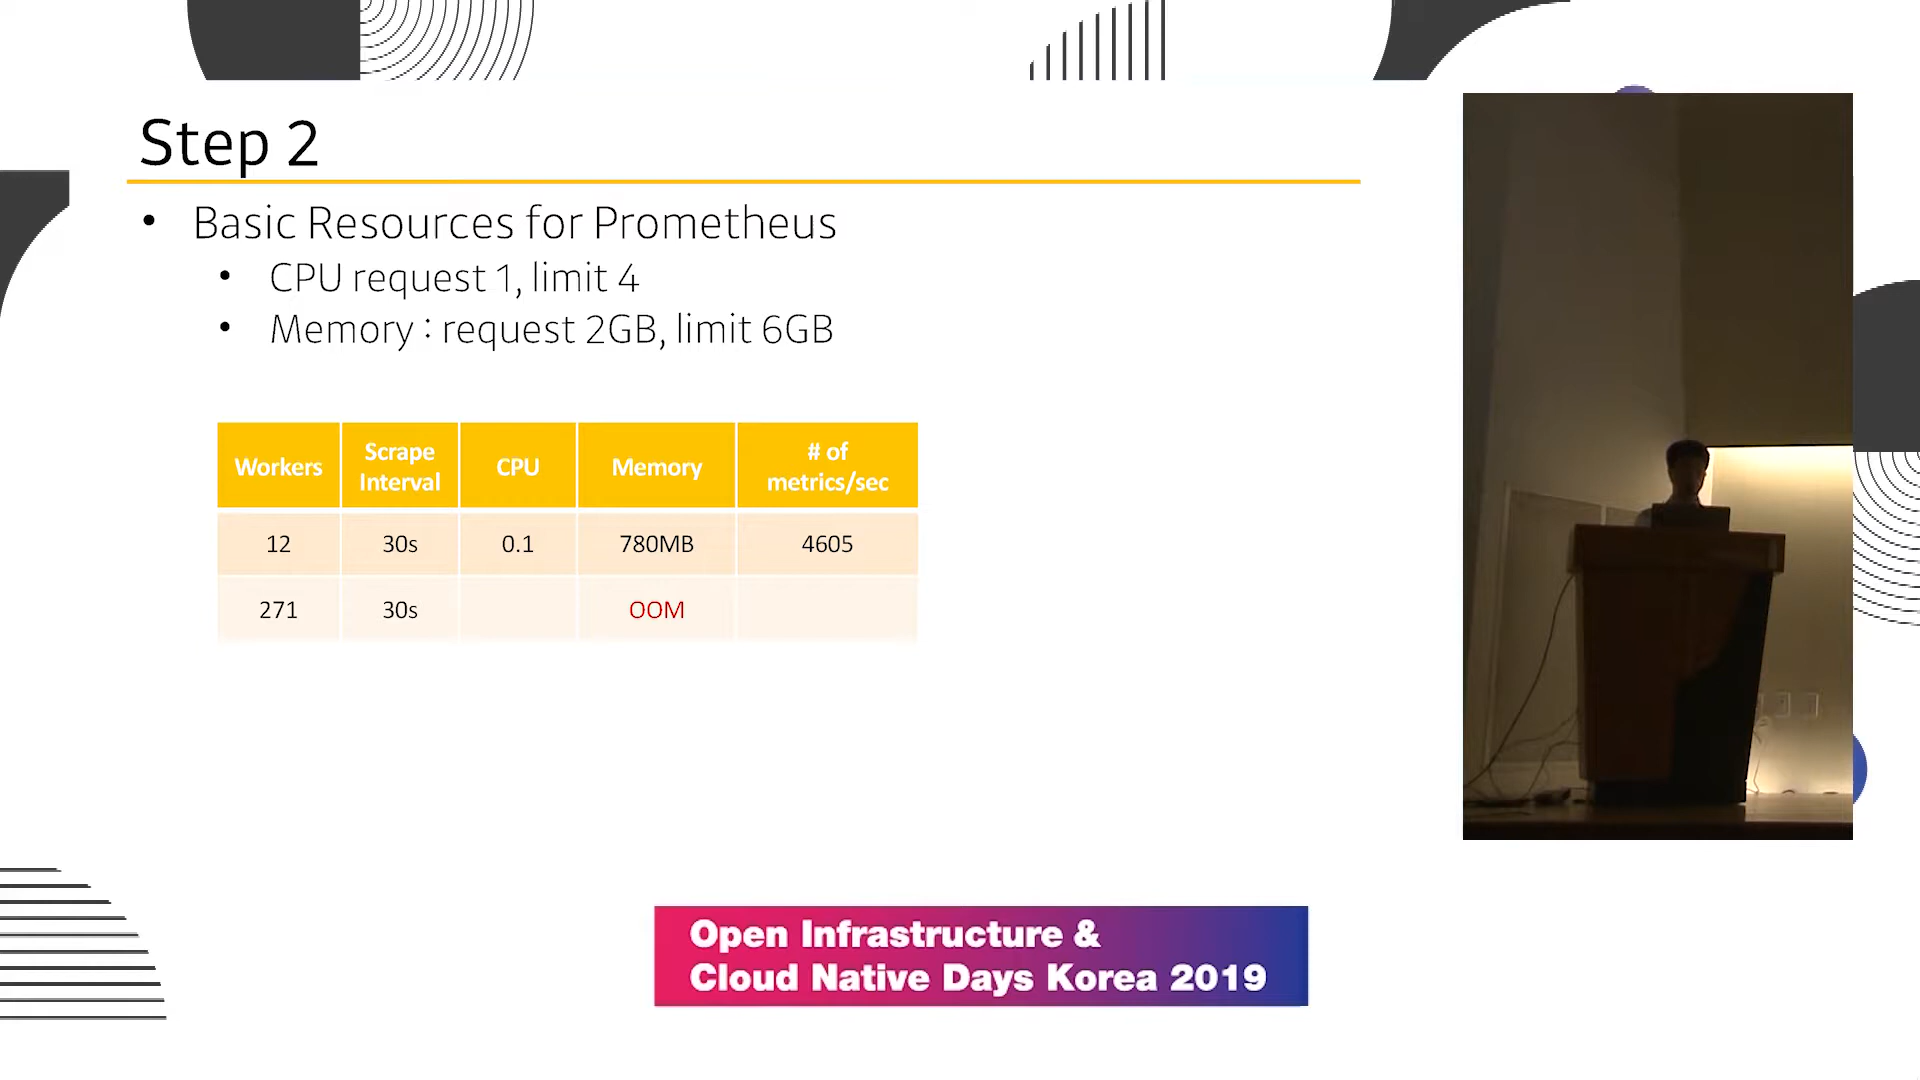 Step 2
• Basic Resources for Prometheus
• CPU request 1, limit 4
• Memory : request 2GB, limit 6GB
Workers Scrape Interval CPU Memory # of metrics/sec
12 30s 0.1 780MB 4605
271 30s OOM
Open Infrastructure &
Cloud Native Days Korea 2019